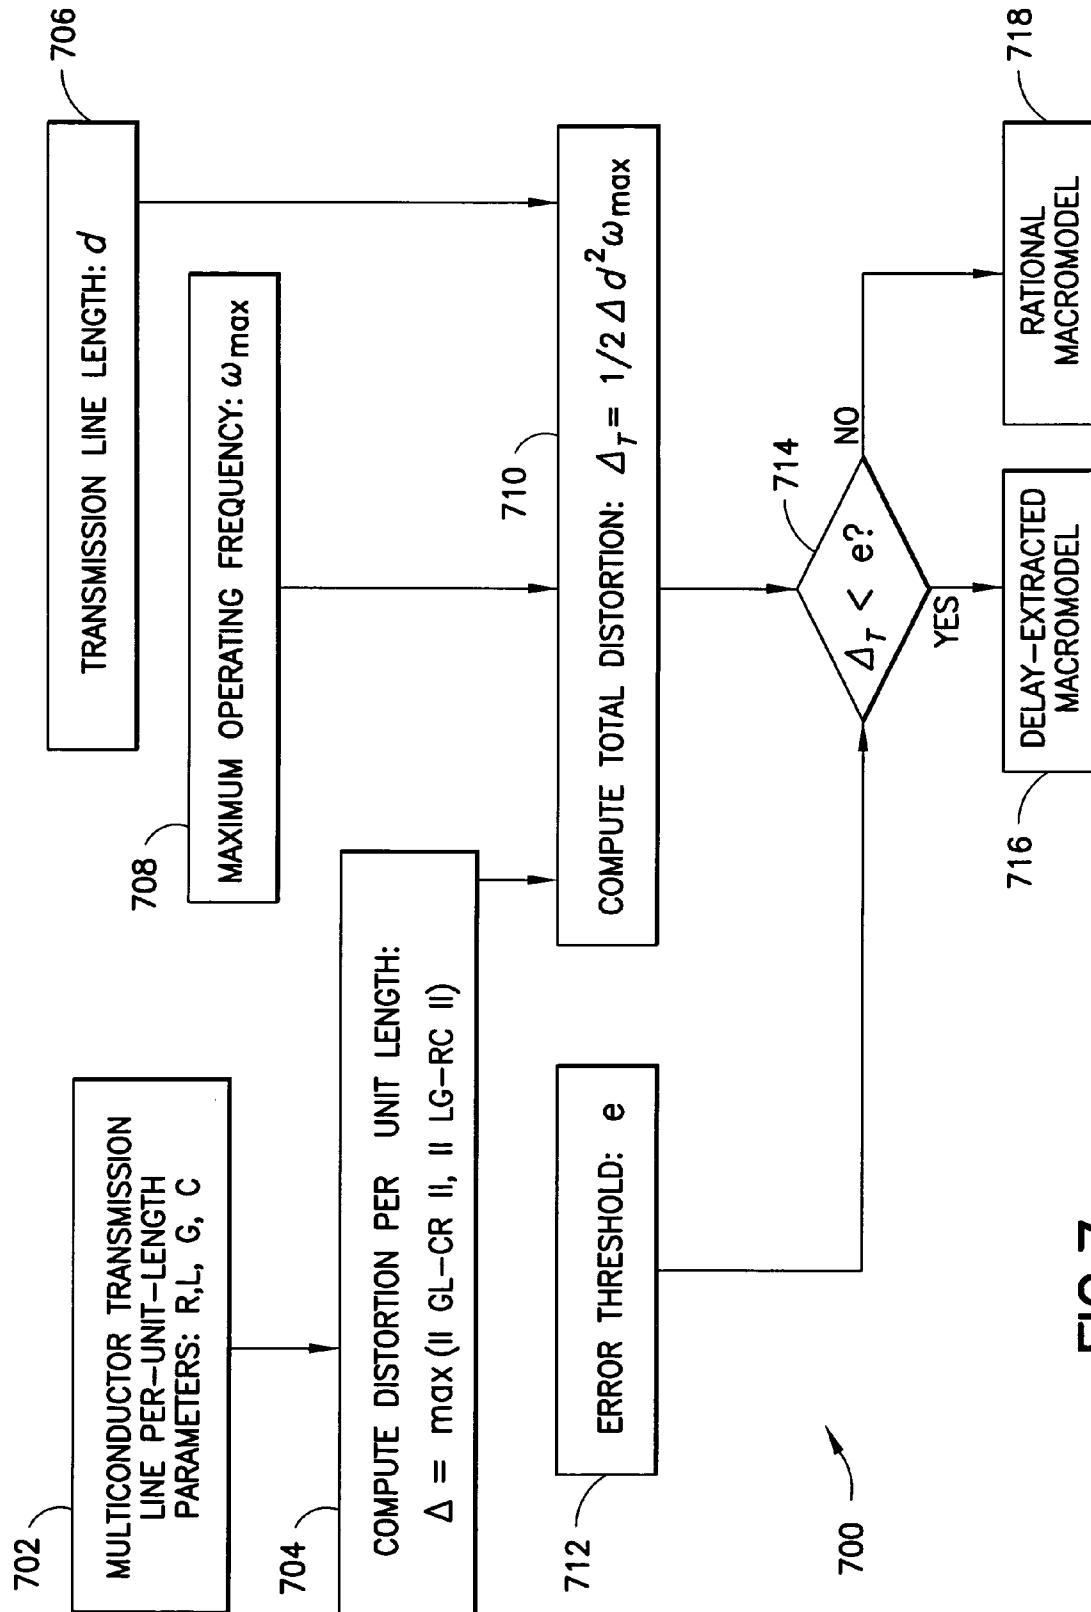 706
TRANSMISSION LINE LENGTH: d
708
MAXIMUM OPERATING FREQUENCY: ωmax
702
MULTICONDUCTOR TRANSMISSION
LINE PER-UNIT-LENGTH
PARAMETERS: R,L, G, C
704
COMPUTE DISTORTION PER UNIT LENGTH:
Δ = max(|| GL-CR ||, || LG-RC ||)
710
COMPUTE TOTAL DISTORTION: ΔT = 1/2 Δ d² ωmax
712
ERROR THRESHOLD: e
714
ΔT < e?
NO
YES
716
DELAY-EXTRACTED
MACROMODEL
718
RATIONAL
MACROMODEL
700
FIG.7